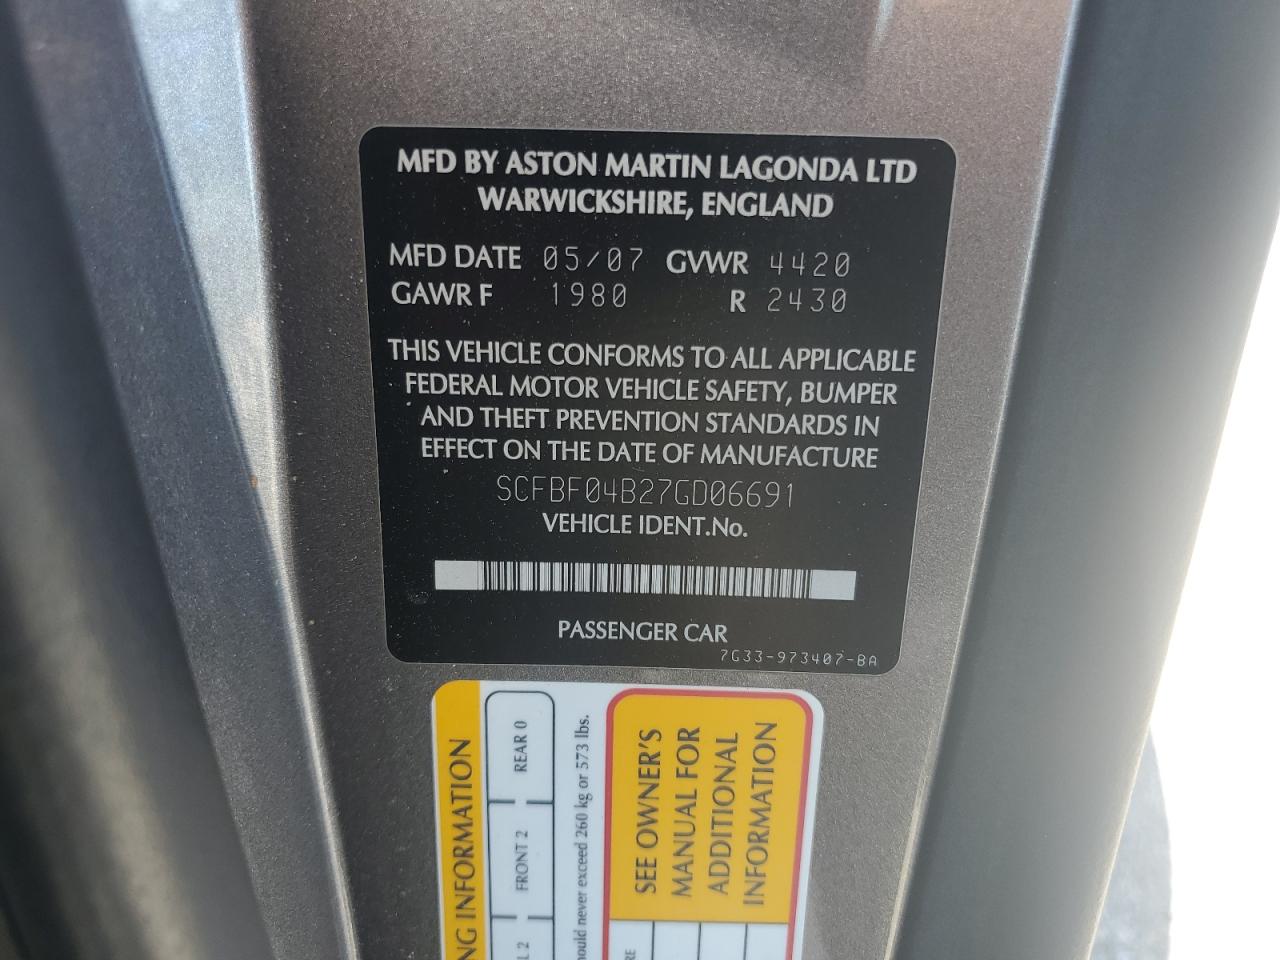 MFD BY ASTON MARTIN LAGONDA LTD
WARWICKSHIRE, ENGLAND
MFD DATE 05/07 GVWR 4420
GAWR F 1980 R 2430
THIS VEHICLE CONFORMS TO ALL APPLICABLE
FEDERAL MOTOR VEHICLE SAFETY, BUMPER
AND THEFT PREVENTION STANDARDS IN
EFFECT ON THE DATE OF MANUFACTURE
SCFBF04B27GD06691
VEHICLE IDENT.No.
PASSENGER CAR
7G33-973407-BA
INFORMATION
FRONT 2 REAR 0
never exceed 260 kg or 573 lbs.
SEE OWNER'S
MANUAL FOR
ADDITIONAL
INFORMATION